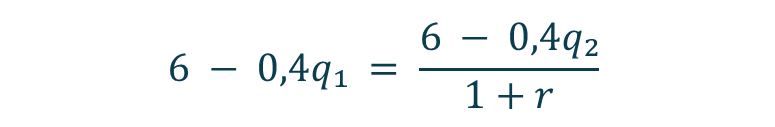 6 − 0,4q₁ = (6 − 0,4q₂) / (1 + r)